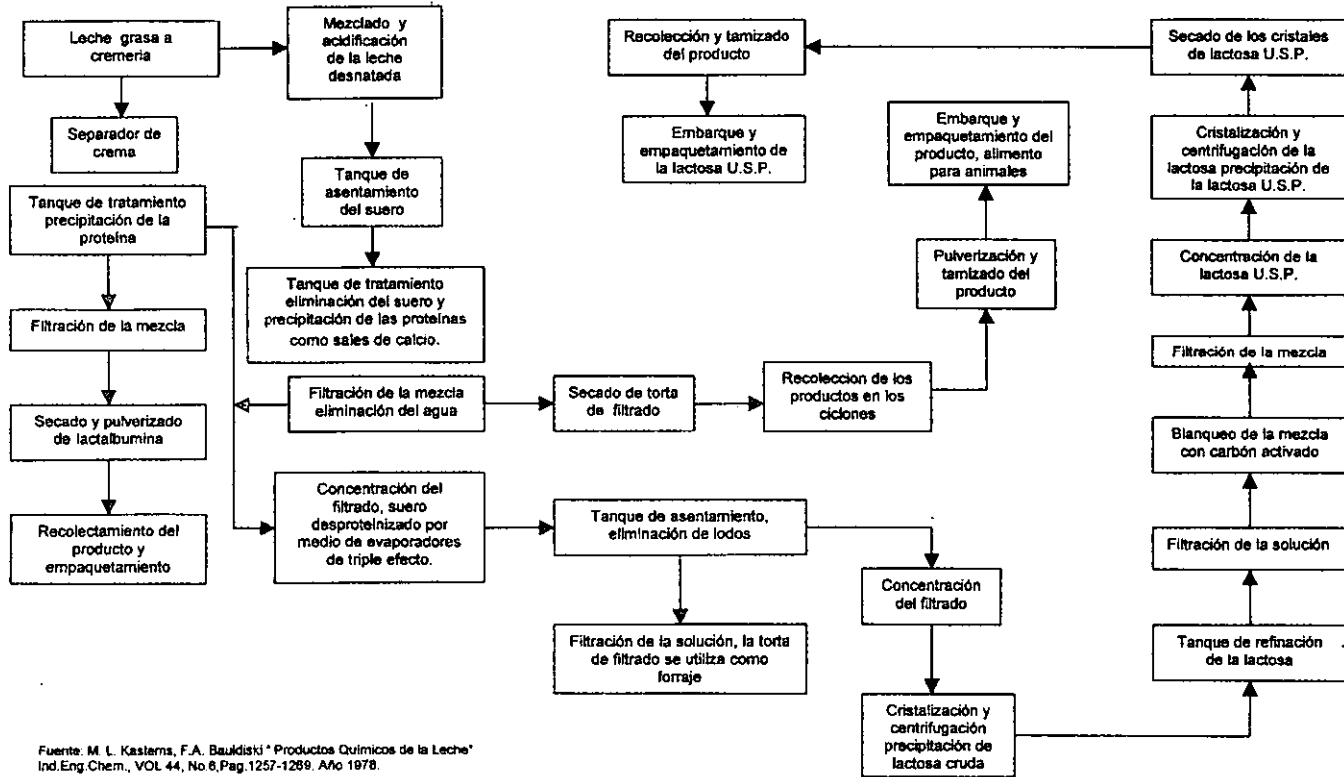 Leche grasa a
cremeria
Mezclado y
acidificación
de la leche
desnatada
Separador de
crema
Tanque de
asentamiento
del suero
Tanque de tratamiento
precipitación de la
proteína
Tanque de tratamiento
eliminación del suero y
precipitación de las proteínas
como sales de calcio.
Filtración de la mezcla
Filtración de la mezcla
eliminación del agua
Secado de torta
de filtrado
Recoleccion de los
productos en los
ciclones
Pulverización y
tamizado del
producto
Embarque y
empaquetamiento del
producto, alimento
para animales
Secado y pulverizado
de lactalbumina
Recolectamiento del
producto y
empaquetamiento
Concentración del
filtrado, suero
desproteinizado por
medio de evaporadores
de triple efecto.
Tanque de asentamiento,
eliminación de lodos
Filtración de la solución, la torta
de filtrado se utiliza como
forraje
Concentración
del filtrado
Cristalización y
centrifugación
precipitación de
lactosa cruda
Tanque de refinación
de la lactosa
Filtración de la solución
Blanqueo de la mezcla
con carbón activado
Filtración de la mezcla
Concentración de la
lactosa U.S.P.
Cristalización y
centrifugación de la
lactosa precipitación de
la lactosa U.S.P.
Secado de los cristales
de lactosa U.S.P.
Recolección y tamizado
del producto
Embarque y
empaquetamiento de
la lactosa U.S.P.
Fuente: M. L. Kastems, F.A. Bauldiski " Productos Químicos de la Leche"
Ind.Eng.Chem., VOL 44, No.6,Pag.1257-1269. Año 1978.